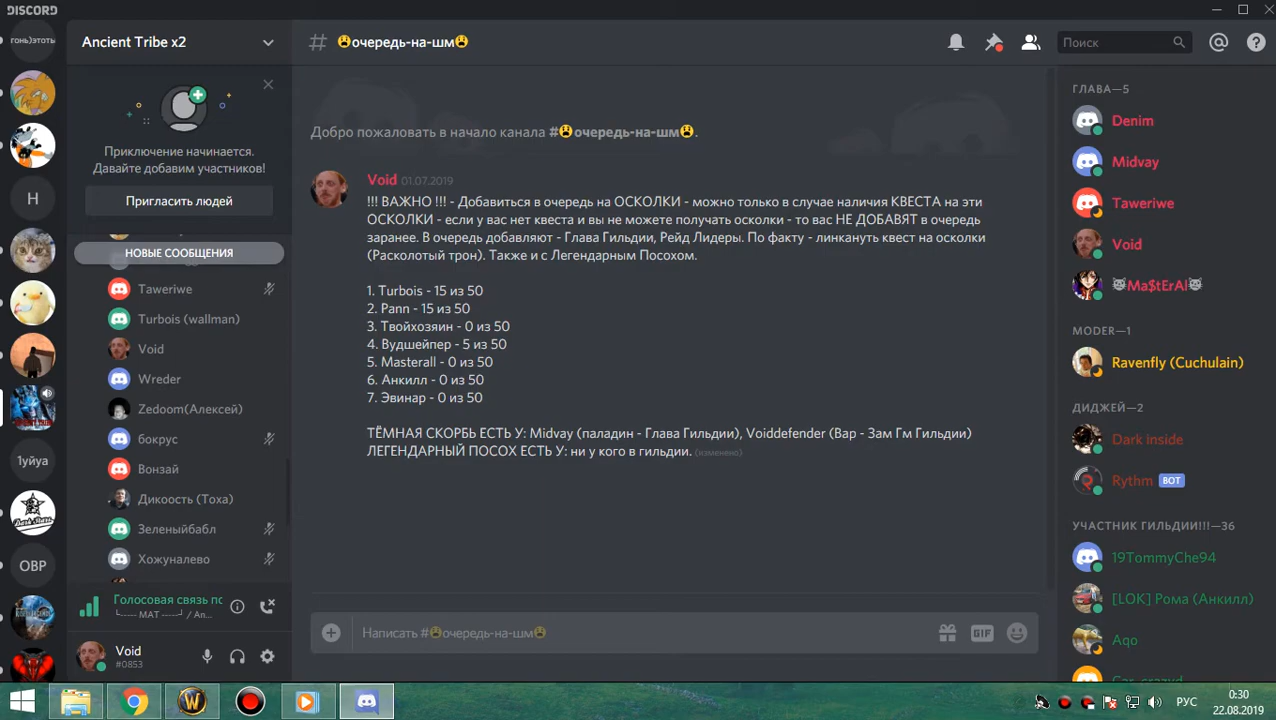 DISCORD
гонь)этоть)
Ancient Tribe x2
# 😩очередь-на-шм😩
Поиск
Приключение начинается.
Давайте добавим участников!
Пригласить людей
НОВЫЕ СООБЩЕНИЯ
H
Taweriwe
Turbois (wallman)
Void
Wreder
Zedoom(Алексей)
бокрус
Вонзай
Дикоость (Тоха)
Зеленыйбабл
Хожуналево
1уйуа
ОВР
Голосовая связь по
MAT
/ An...
Void
#0853
Добро пожаловать в начало канала #😩очередь-на-шм😩.
Void 01.07.2019
!!! ВАЖНО !!! - Добавиться в очередь на ОСКОЛКИ - можно только в случае наличия КВЕСТА на эти
ОСКОЛКИ - если у вас нет квеста и вы не можете получать осколки - то вас НЕ ДОБАВЯТ в очередь
заранее. В очередь добавляют - Глава Гильдии, Рейд Лидеры. По факту - линкануть квест на осколки
(Расколотый трон). Также и с Легендарным Посохом.
1. Turbois - 15 из 50
2. Pann - 15 из 50
3. Твойхозяин - 0 из 50
4. Вудшейпер - 5 из 50
5. Masterall - 0 из 50
6. Анкилл - 0 из 50
7. Эвинар - 0 из 50
ТЁМНАЯ СКОРБЬ ЕСТЬ У: Midvay (паладин - Глава Гильдии), Voiddefender (Вар - Зам Гм Гильдии)
ЛЕГЕНДАРНЫЙ ПОСОХ ЕСТЬ У: ни у кого в гильдии. (изменено)
Написать #😩очередь-на-шм😩
GIF
ГЛАВА—5
Denim
Midvay
Taweriwe
Void
😈Ma$tErAl😈
MODER—1
Ravenfly (Cuchulain)
ДИДЖЕЙ—2
Dark inside
Rythm BOT
УЧАСТНИК ГИЛЬДИИ!!!—36
19TommyChe94
[LOK] Рома (Анкилл)
Aqo
Car_crazyd
РУС
0:30
22.08.2019